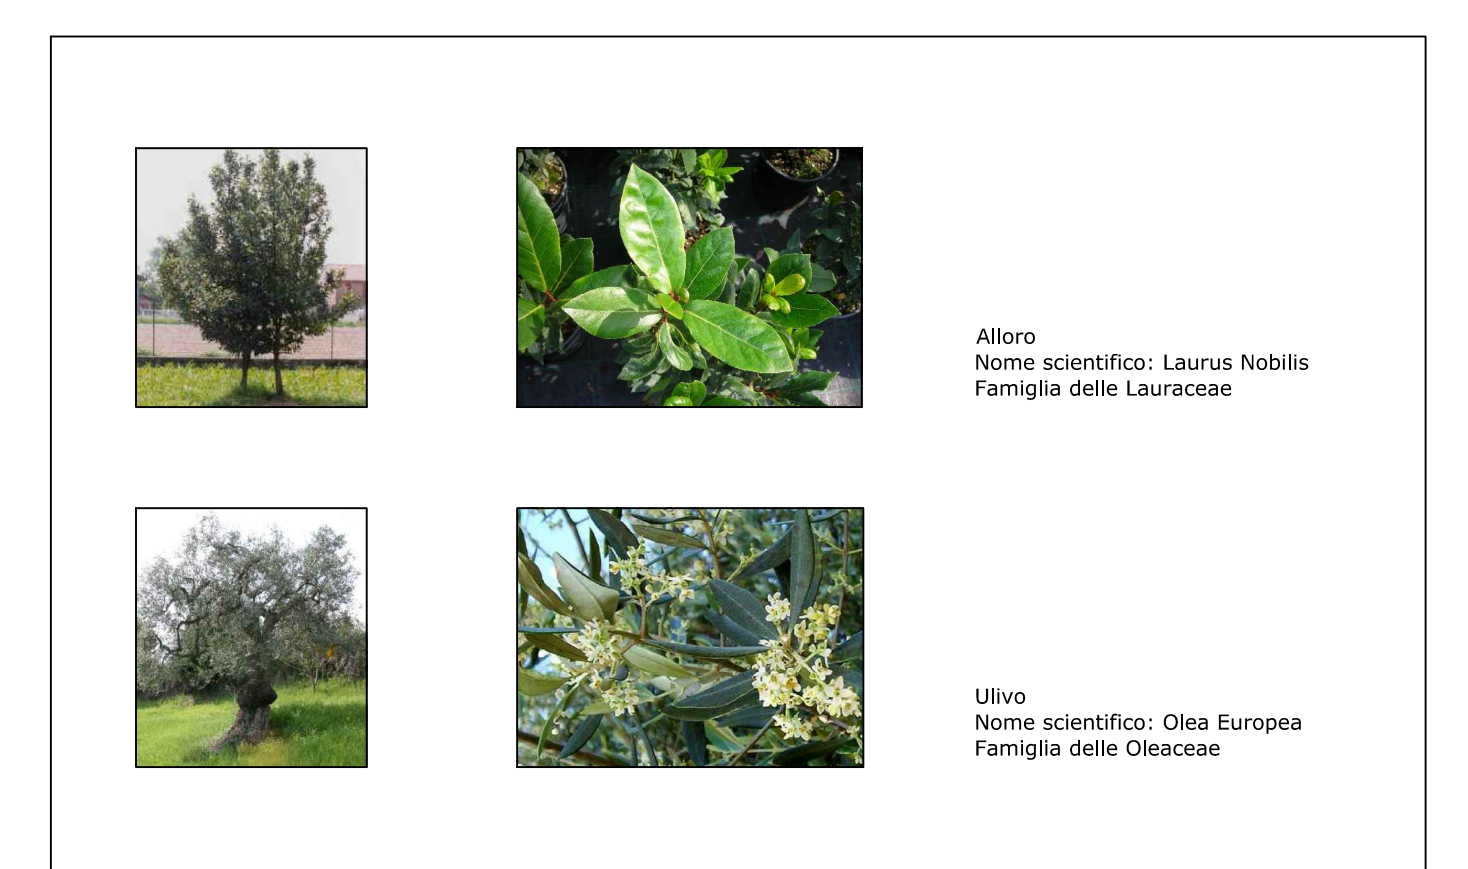 Alloro
Nome scientifico: Laurus Nobilis
Famiglia delle Lauraceae
Ulivo
Nome scientifico: Olea Europea
Famiglia delle Oleaceae